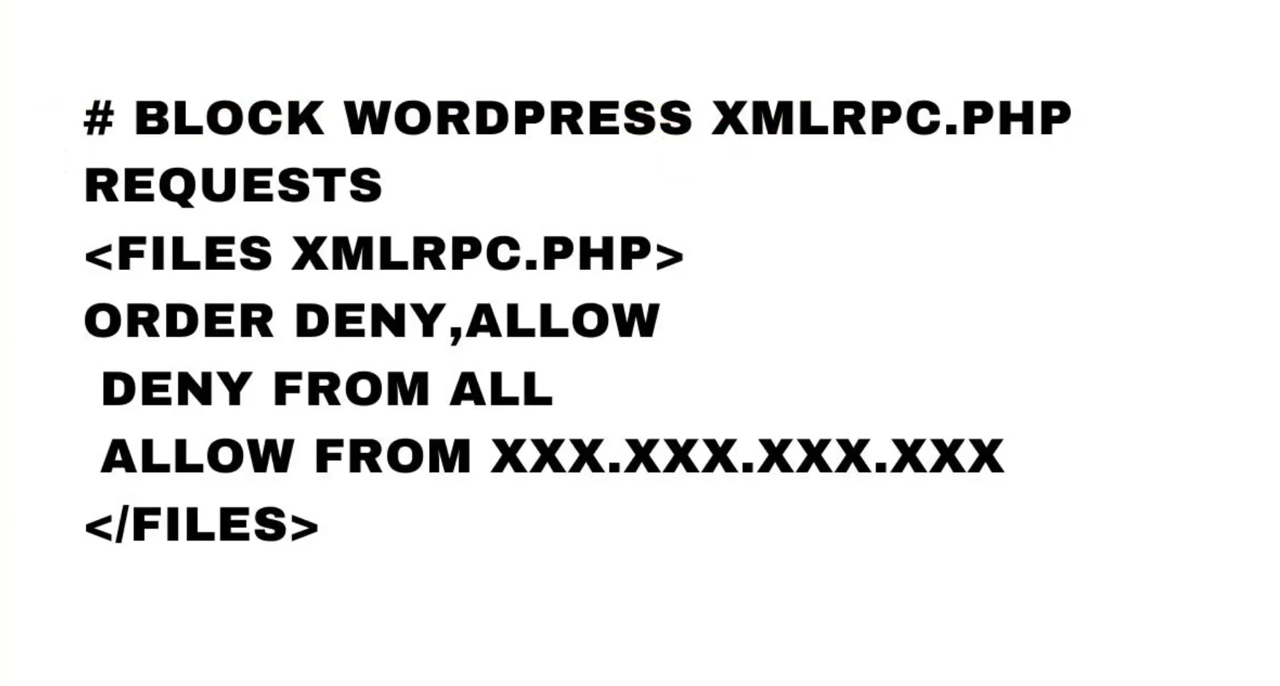 # BLOCK WORDPRESS XMLRPC.PHP
REQUESTS
<FILES XMLRPC.PHP>
ORDER DENY,ALLOW
DENY FROM ALL
ALLOW FROM XXX.XXX.XXX.XXX
</FILES>